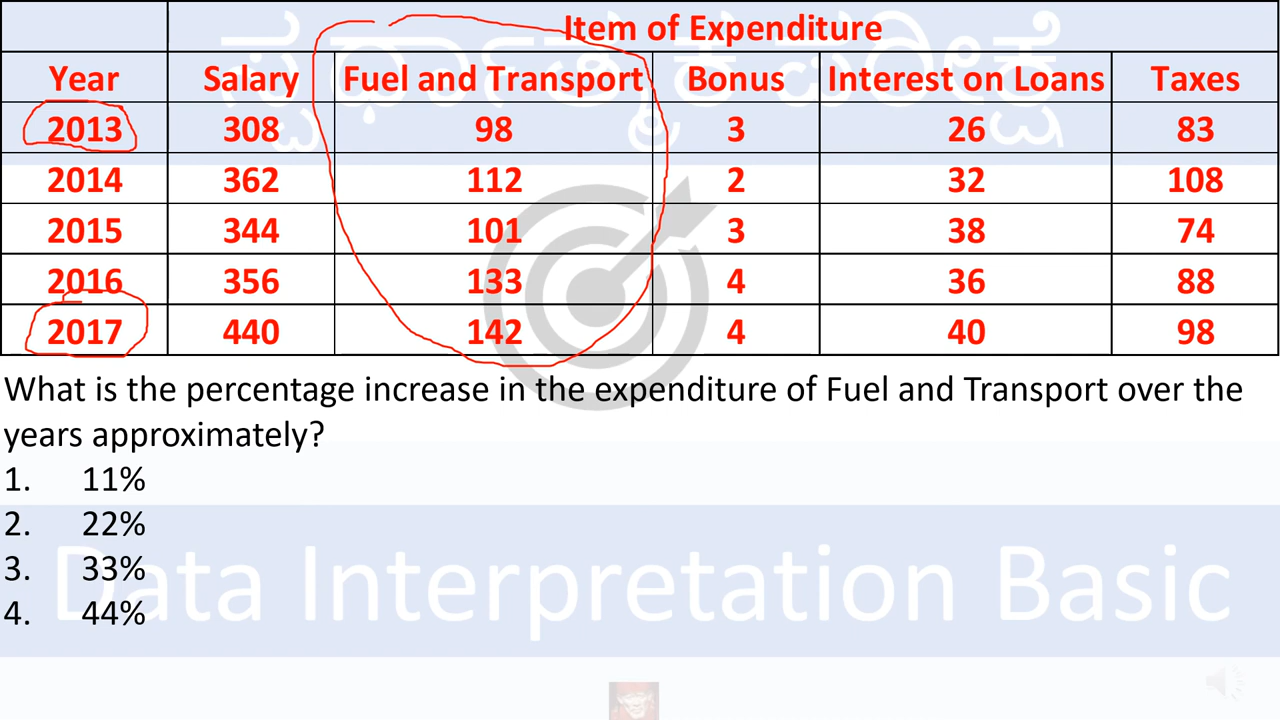 Item of Expenditure
Year Salary Fuel and Transport Bonus Interest on Loans Taxes
2013 308 98 3 26 83
2014 362 112 2 32 108
2015 344 101 3 38 74
2016 356 133 4 36 88
2017 440 142 4 40 98
What is the percentage increase in the expenditure of Fuel and Transport over the
years approximately?
1. 11%
2. 22%
3. 33%
4. 44%
Data Interpretation Basic